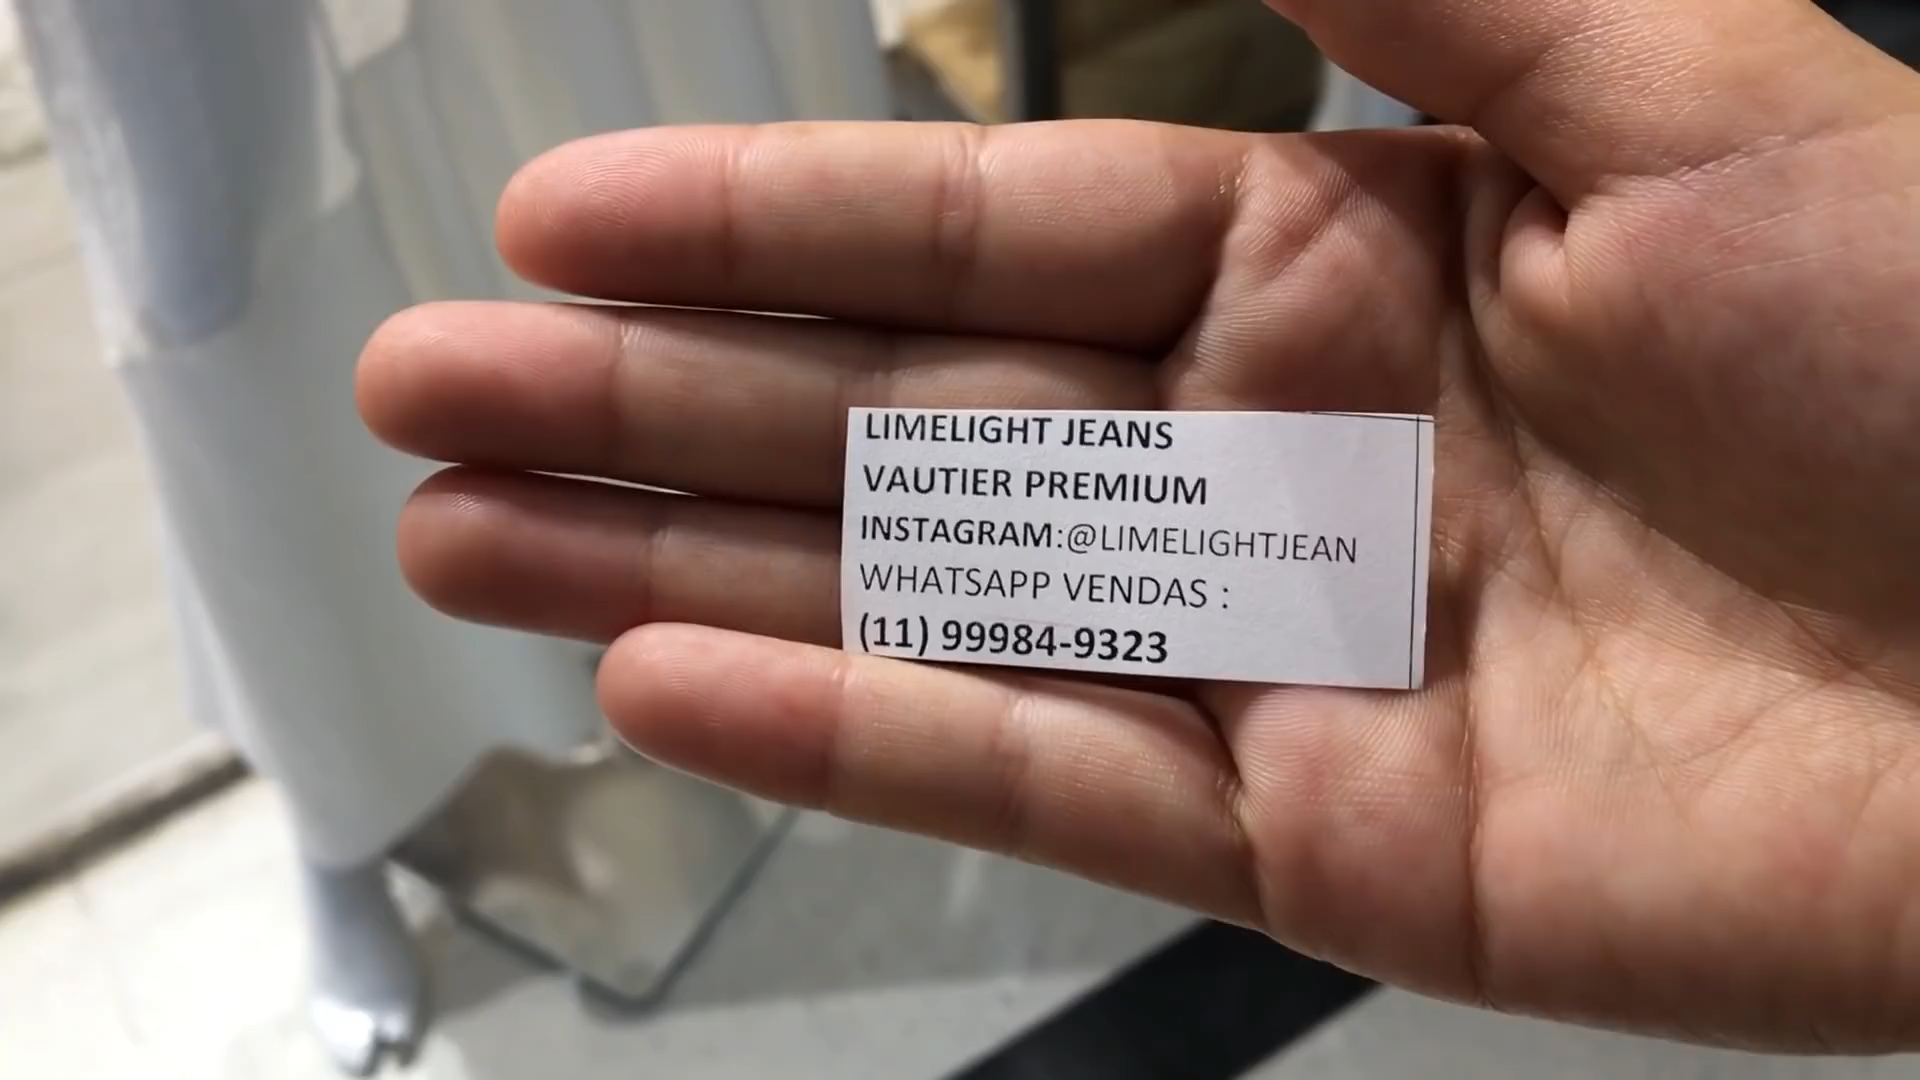 LIMELIGHT JEANS
VAUTIER PREMIUM
INSTAGRAM:@LIMELIGHTJEAN
WHATSAPP VENDAS :
(11) 99984-9323